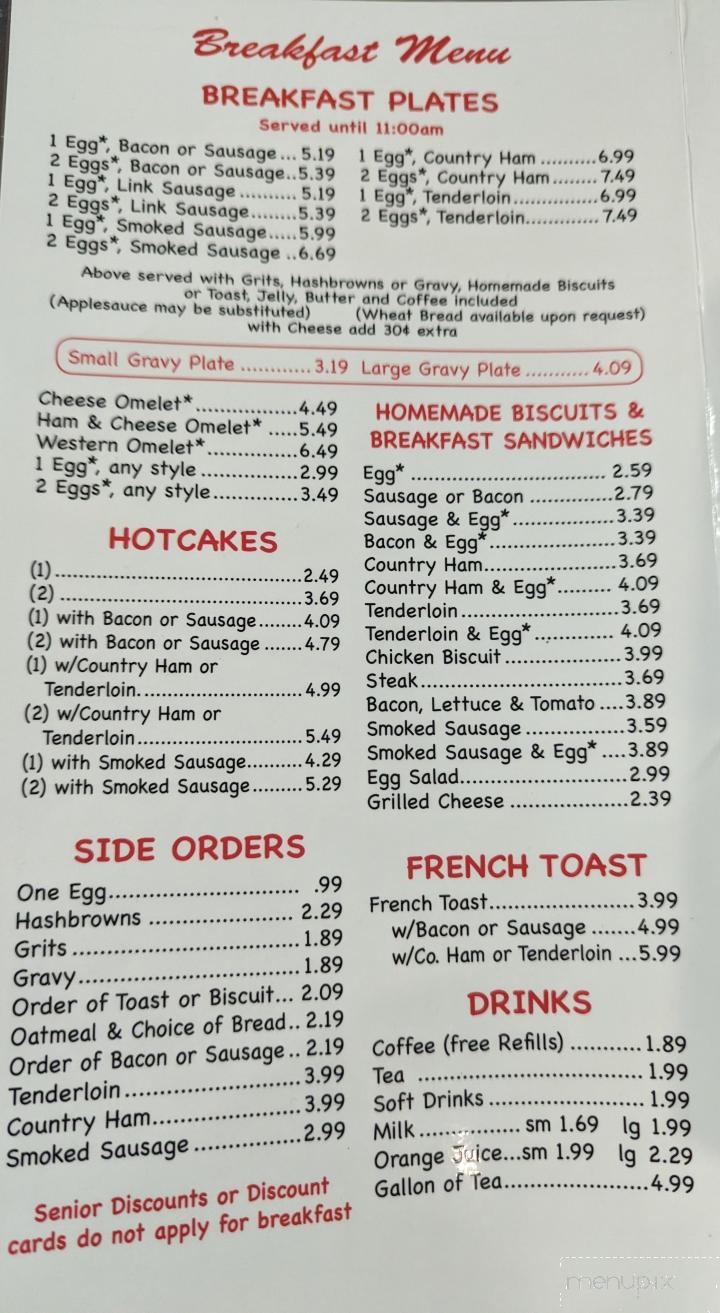 Breakfast Menu
BREAKFAST PLATES
Served until 11:00am
1 Egg*, Bacon or Sausage ... 5.19
2 Eggs*, Bacon or Sausage..5.39
1 Egg*, Link Sausage .......... 5.19
2 Eggs*, Link Sausage........5.39
1 Egg*, Smoked Sausage.....5.99
2 Eggs*, Smoked Sausage ..6.69
1 Egg*, Country Ham ..........6.99
2 Eggs*, Country Ham........ 7.49
1 Egg*, Tenderloin................6.99
2 Eggs*, Tenderloin.............. 7.49
Above served with Grits, Hashbrowns or Gravy, Homemade Biscuits
or Toast, Jelly, Butter and Coffee included
(Applesauce may be substituted) (Wheat Bread available upon request)
with Cheese add 30¢ extra
Small Gravy Plate ............ 3.19 Large Gravy Plate ........... 4.09
Cheese Omelet*..................4.49
Ham & Cheese Omelet* .....5.49
Western Omelet*................6.49
1 Egg*, any style .................2.99
2 Eggs*, any style...............3.49
HOTCAKES
(1)...........................................2.49
(2) ..........................................3.69
(1) with Bacon or Sausage........4.09
(2) with Bacon or Sausage .......4.79
(1) w/Country Ham or
Tenderloin.............................4.99
(2) w/Country Ham or
Tenderloin..............................5.49
(1) with Smoked Sausage..........4.29
(2) with Smoked Sausage.........5.29
SIDE ORDERS
One Egg............................... .99
Hashbrowns ....................... 2.29
Grits .....................................1.89
Gravy....................................1.89
Order of Toast or Biscuit... 2.09
Oatmeal & Choice of Bread.. 2.19
Order of Bacon or Sausage .. 2.19
Tenderloin ............................3.99
Country Ham........................3.99
Smoked Sausage .................2.99
Senior Discounts or Discount
cards do not apply for breakfast
HOMEMADE BISCUITS &
BREAKFAST SANDWICHES
Egg* ................................. 2.59
Sausage or Bacon .............2.79
Sausage & Egg*.................3.39
Bacon & Egg*.....................3.39
Country Ham......................3.69
Country Ham & Egg*......... 4.09
Tenderloin..........................3.69
Tenderloin & Egg*............. 4.09
Chicken Biscuit ...................3.99
Steak..................................3.69
Bacon, Lettuce & Tomato ....3.89
Smoked Sausage ................3.59
Smoked Sausage & Egg* ....3.89
Egg Salad...........................2.99
Grilled Cheese ...................2.39
FRENCH TOAST
French Toast.......................3.99
w/Bacon or Sausage .......4.99
w/Co. Ham or Tenderloin ...5.99
DRINKS
Coffee (free Refills) ...........1.89
Tea .................................... 1.99
Soft Drinks ......................... 1.99
Milk................ sm 1.69 lg 1.99
Orange Juice...sm 1.99 lg 2.29
Gallon of Tea.......................4.99
menupix